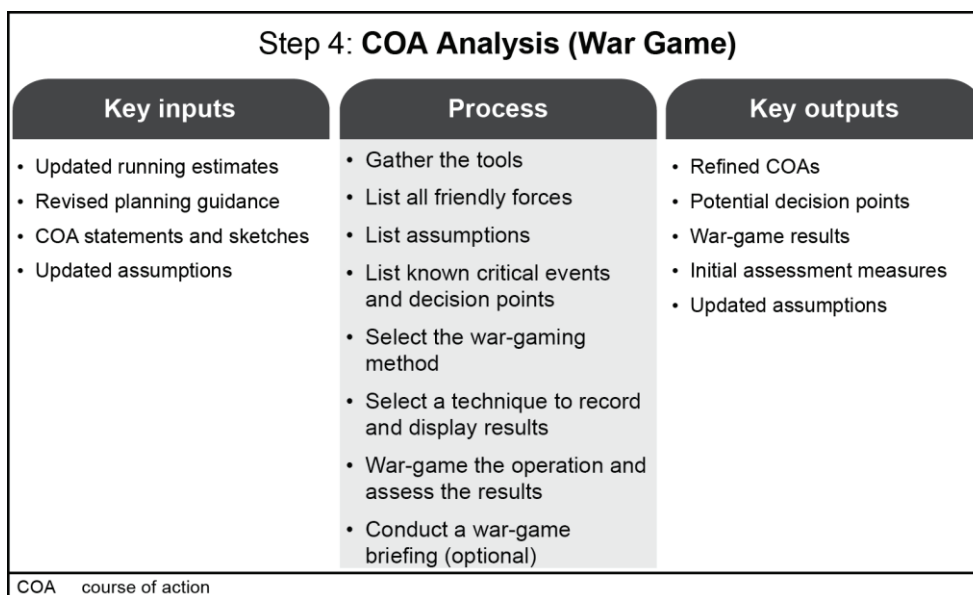 Step 4: COA Analysis (War Game)
Key inputs
• Updated running estimates
• Revised planning guidance
• COA statements and sketches
• Updated assumptions
Process
• Gather the tools
• List all friendly forces
• List assumptions
• List known critical events
and decision points
• Select the war-gaming
method
• Select a technique to record
and display results
• War-game the operation and
assess the results
• Conduct a war-game
briefing (optional)
Key outputs
• Refined COAs
• Potential decision points
• War-game results
• Initial assessment measures
• Updated assumptions
COA course of action